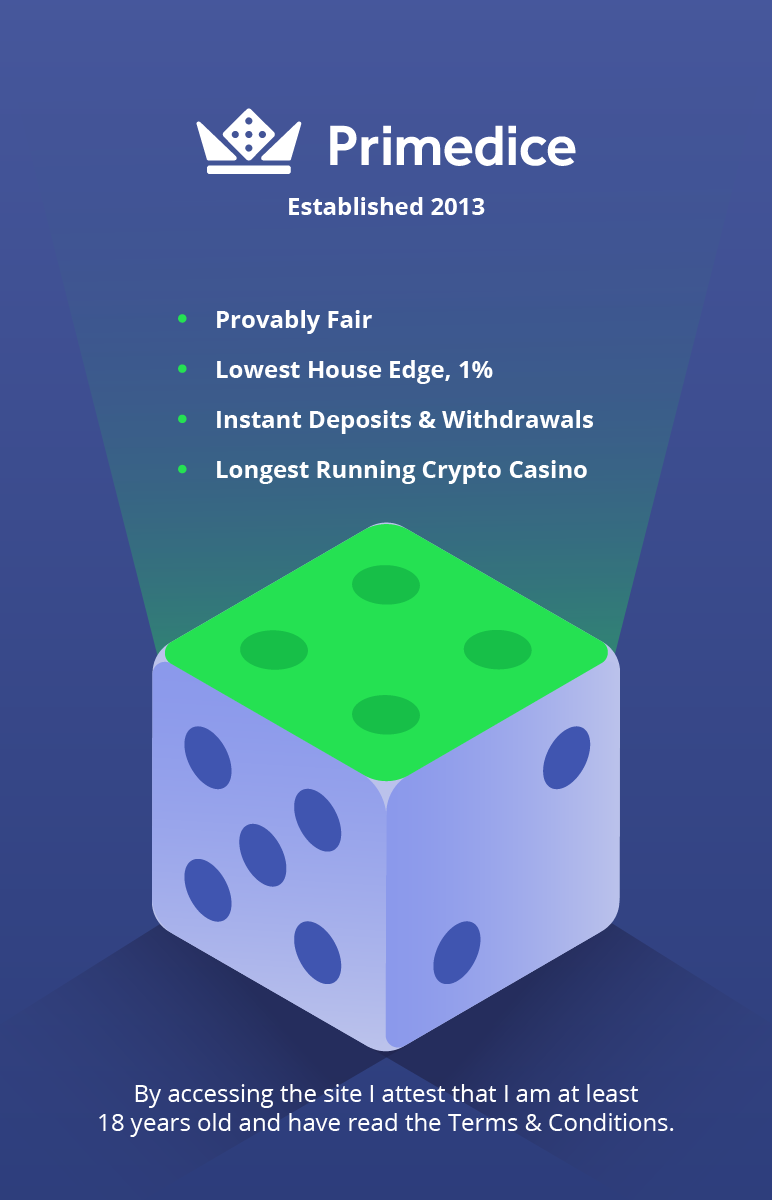 Primedice
Established 2013
Provably Fair
Lowest House Edge, 1%
Instant Deposits & Withdrawals
Longest Running Crypto Casino
By accessing the site I attest that I am at least
18 years old and have read the Terms & Conditions.